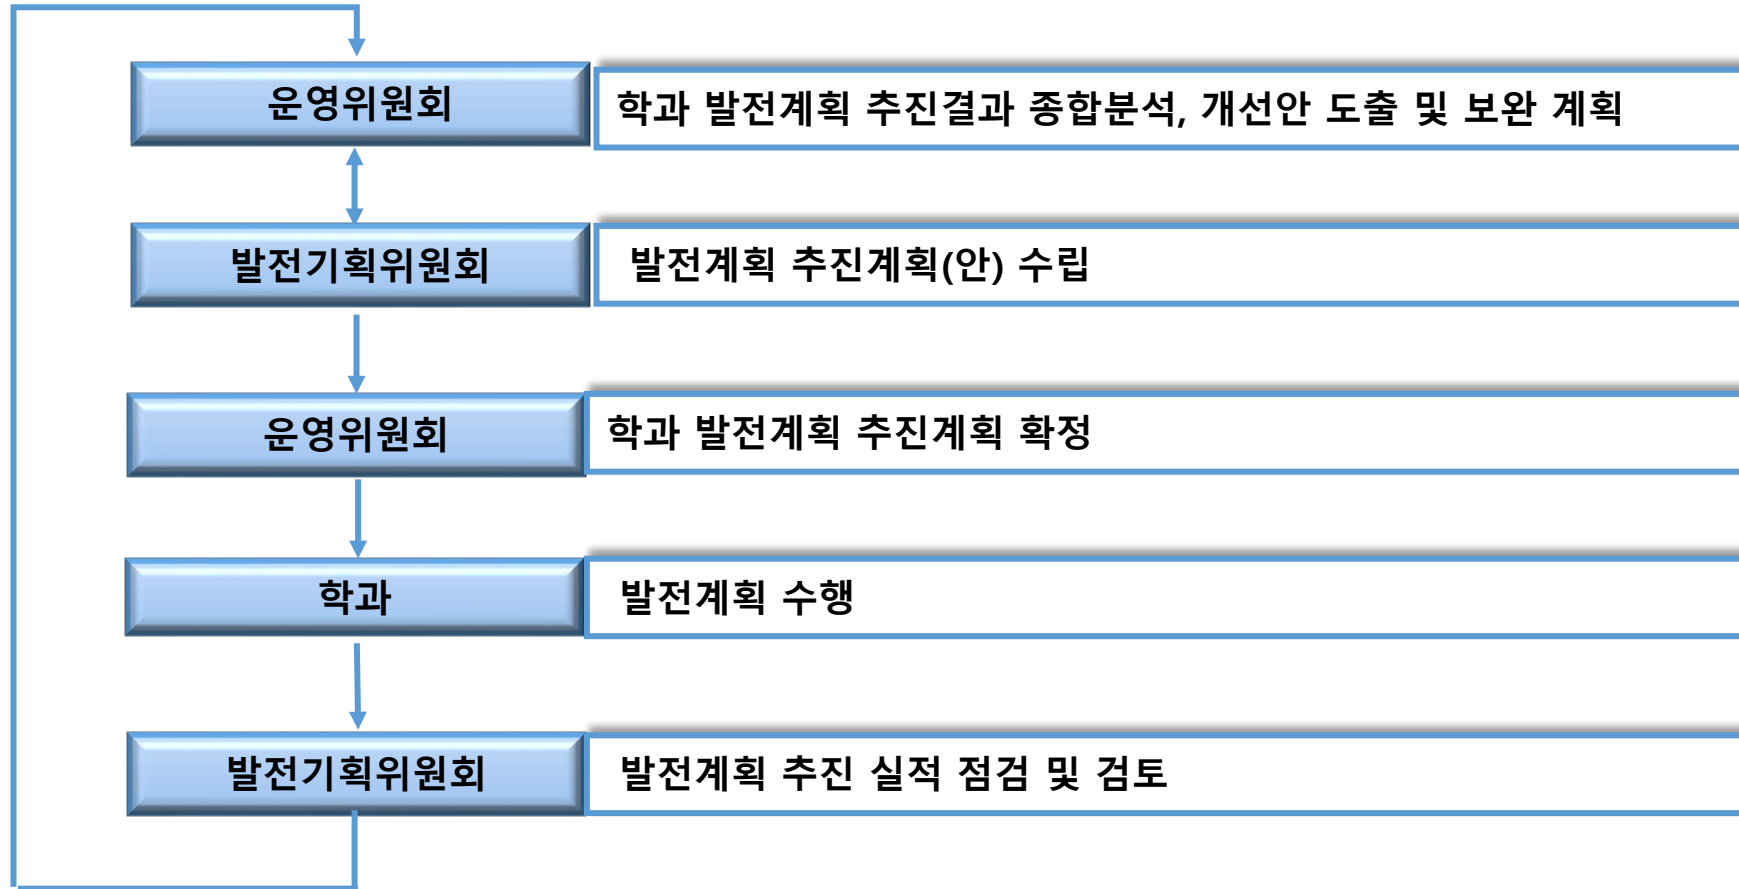 운영위원회
학과 발전계획 추진결과 종합분석, 개선안 도출 및 보완 계획
발전기획위원회
발전계획 추진계획(안) 수립
운영위원회
학과 발전계획 추진계획 확정
학과
발전계획 수행
발전기획위원회
발전계획 추진 실적 점검 및 검토